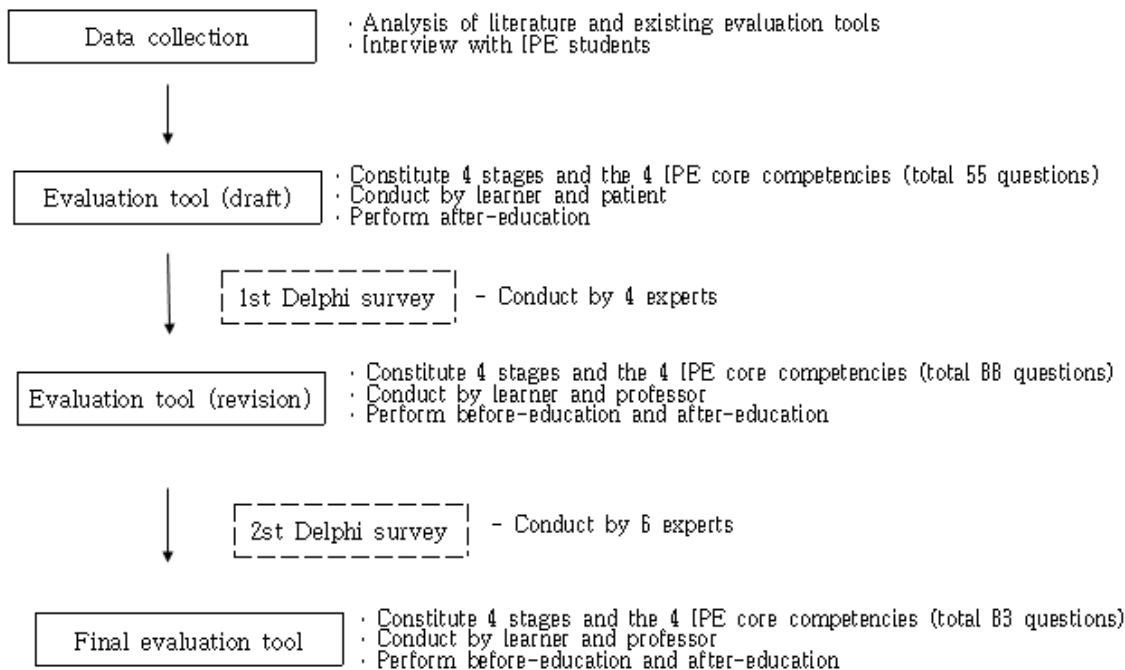 Data collection
· Analysis of literature and existing evaluation tools
· Interview with IPE students
Evaluation tool (draft)
· Constitute 4 stages and the 4 IPE core competencies (total 55 questions)
· Conduct by learner and patient
· Perform after-education
1st Delphi survey
- Conduct by 4 experts
Evaluation tool (revision)
· Constitute 4 stages and the 4 IPE core competencies (total 88 questions)
· Conduct by learner and professor
· Perform before-education and after-education
2st Delphi survey
- Conduct by 6 experts
Final evaluation tool
· Constitute 4 stages and the 4 IPE core competencies (total 83 questions)
· Conduct by learner and professor
· Perform before-education and after-education